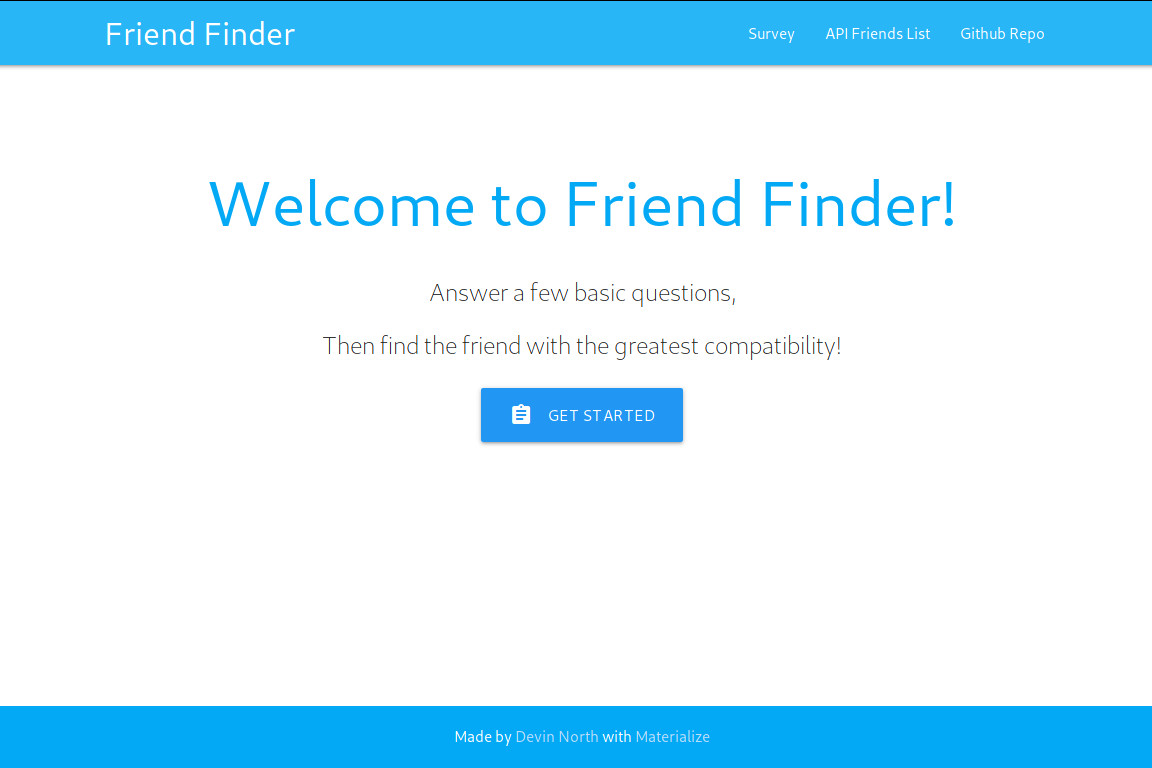 Friend Finder
Survey API Friends List Github Repo
Welcome to Friend Finder!
Answer a few basic questions,
Then find the friend with the greatest compatibility!
GET STARTED
Made by Devin North with Materialize